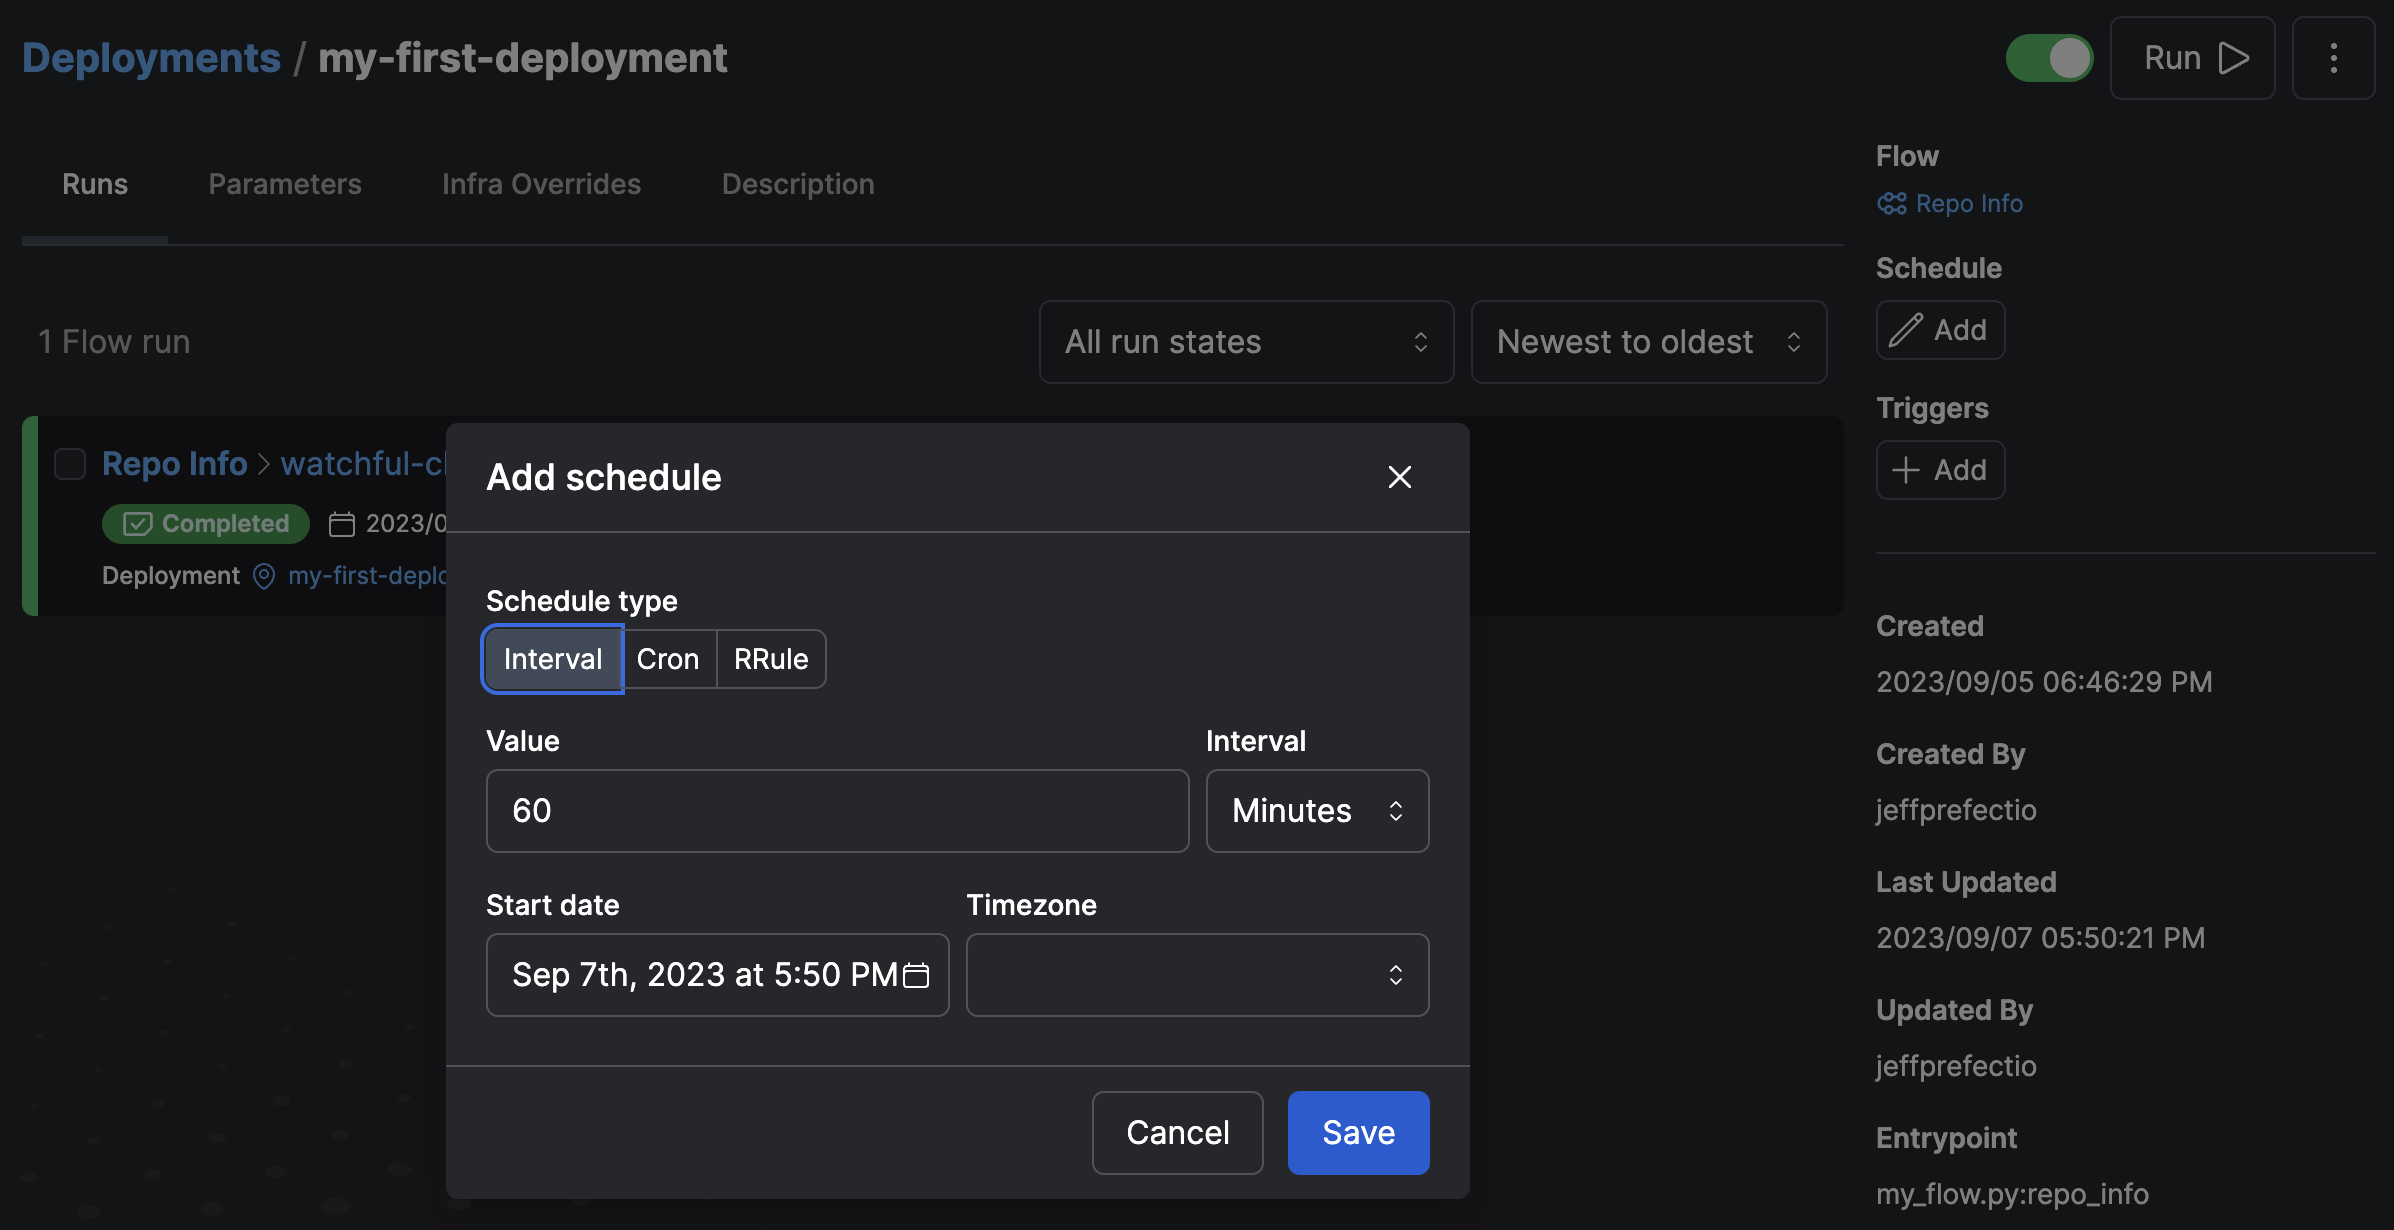 Deployments / my-first-deployment
Run
Runs
Parameters
Infra Overrides
Description
1 Flow run
All run states
Newest to oldest
Repo Info
watchful-
Completed
2023/0
Deployment
my-first-deplo
Add schedule
Schedule type
Interval
Cron
RRule
Value
Interval
60
Minutes
Start date
Timezone
Sep 7th, 2023 at 5:50 PM
Cancel
Save
Flow
Repo Info
Schedule
Add
Triggers
Add
Created
2023/09/05 06:46:29 PM
Created By
jeffprefectio
Last Updated
2023/09/07 05:50:21 PM
Updated By
jeffprefectio
Entrypoint
my_flow.py:repo_info